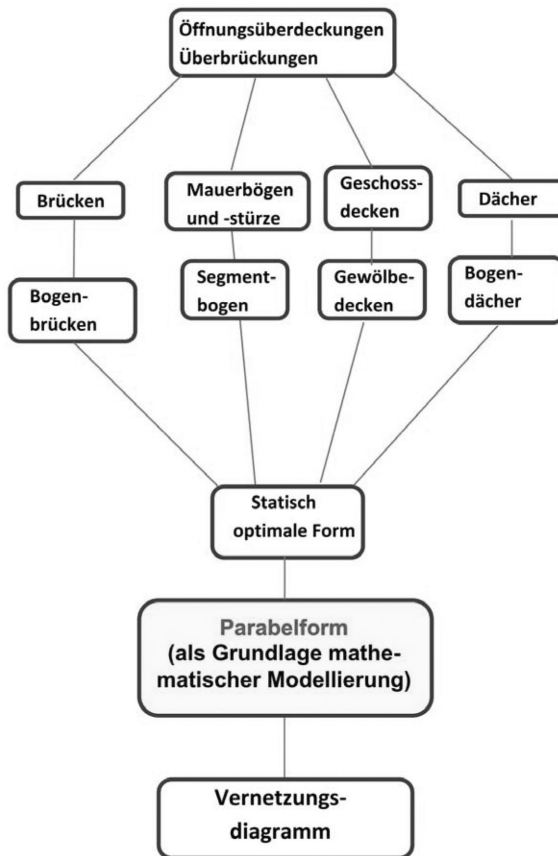 Öffnungsüberdeckungen
Überbrückungen
Brücken
Mauerbögen
und -stürze
Geschoss-
decken
Dächer
Bogen-
brücken
Segment-
bogen
Gewölbe-
decken
Bogen-
dächer
Statisch
optimale Form
Parabelform
(als Grundlage mathe-
matischer Modellierung)
Vernetzungs-
diagramm